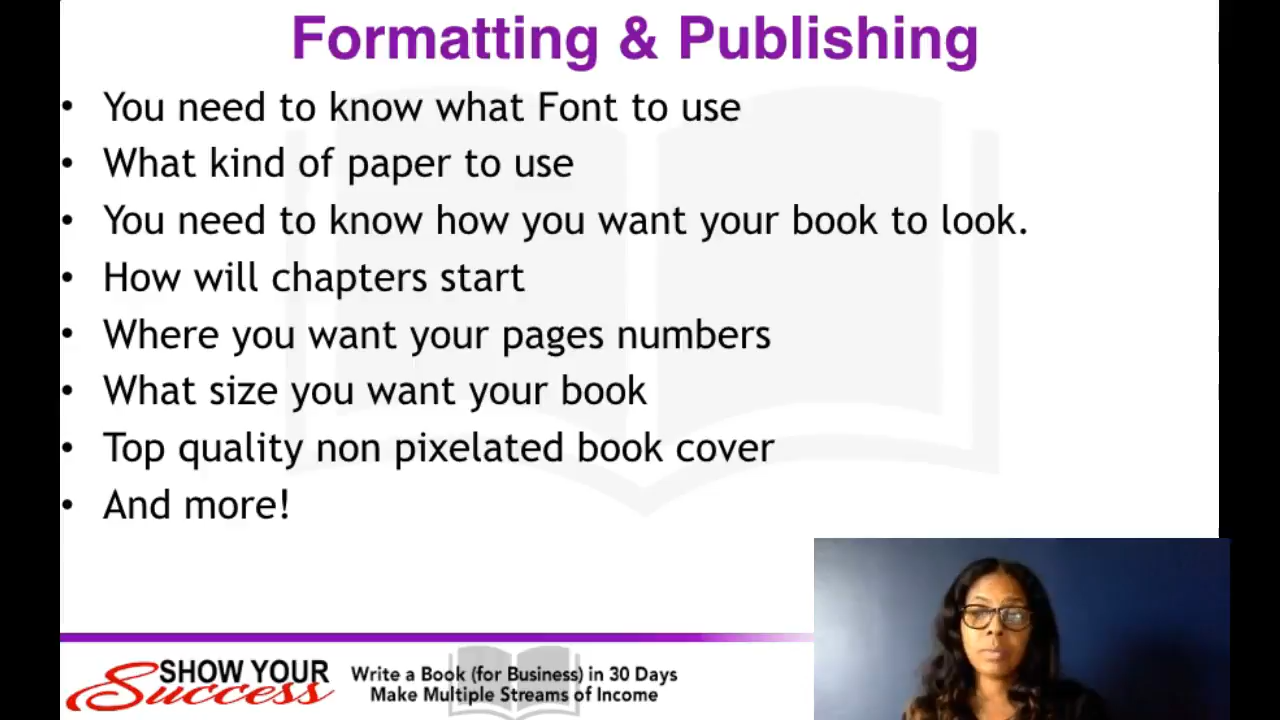 Formatting & Publishing
• You need to know what Font to use
• What kind of paper to use
• You need to know how you want your book to look.
• How will chapters start
• Where you want your pages numbers
• What size you want your book
• Top quality non pixelated book cover
• And more!
SHOW YOUR
Success
Write a Book (for Business) in 30 Days
Make Multiple Streams of Income